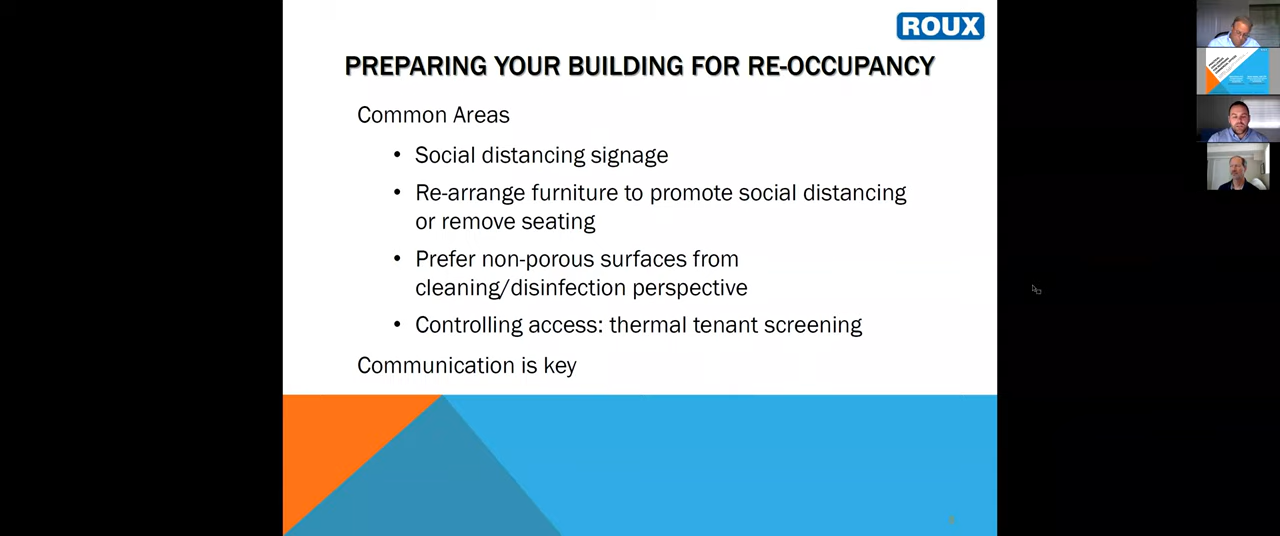 ROUX
PREPARING YOUR BUILDING FOR RE-OCCUPANCY
Common Areas
• Social distancing signage
• Re-arrange furniture to promote social distancing
or remove seating
• Prefer non-porous surfaces from
cleaning/disinfection perspective
• Controlling access: thermal tenant screening
Communication is key